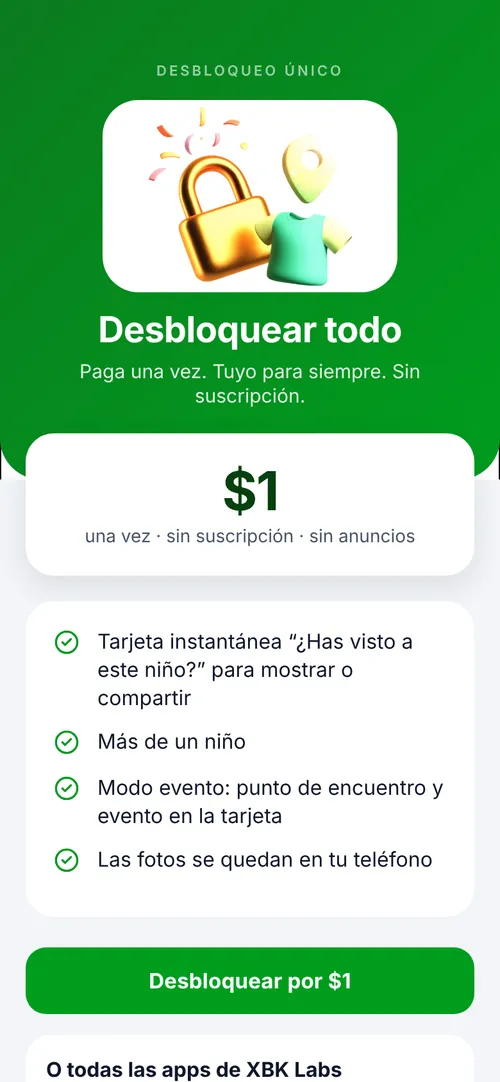 DESBLOQUEO ÚNICO
Desbloquear todo
Paga una vez. Tuyo para siempre. Sin
suscripción.
$1
una vez · sin suscripción · sin anuncios
Tarjeta instantánea “¿Has visto a
este niño?” para mostrar o
compartir
Más de un niño
Modo evento: punto de encuentro y
evento en la tarjeta
Las fotos se quedan en tu teléfono
Desbloquear por $1
O todas las apps de XBK Labs